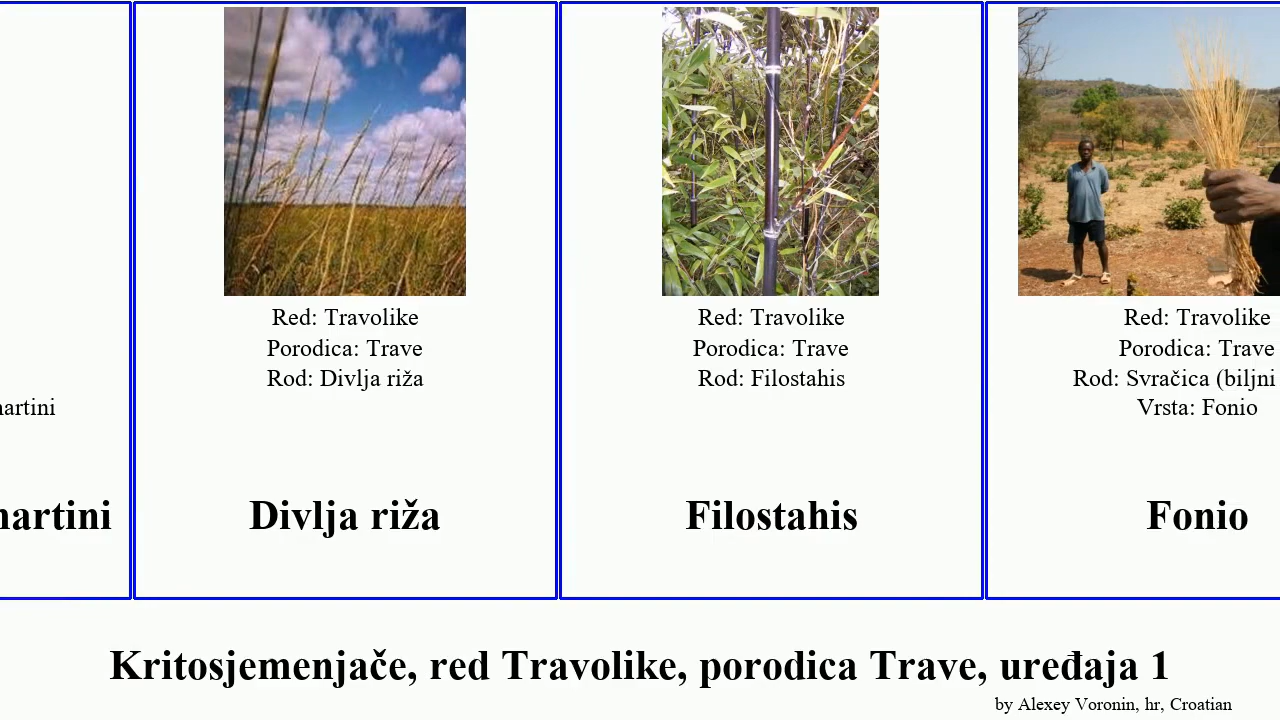 Red: Travolike
Porodica: Trave
Rod: Divlja riža
Divlja riža
Red: Travolike
Porodica: Trave
Rod: Filostahis
Filostahis
Red: Travolike
Porodica: Trave
Rod: Svračica (biljni
Vrsta: Fonio
Fonio
Kritosjemenjače, red Travolike, porodica Trave, uređaja 1
by Alexey Voronin, hr, Croatian